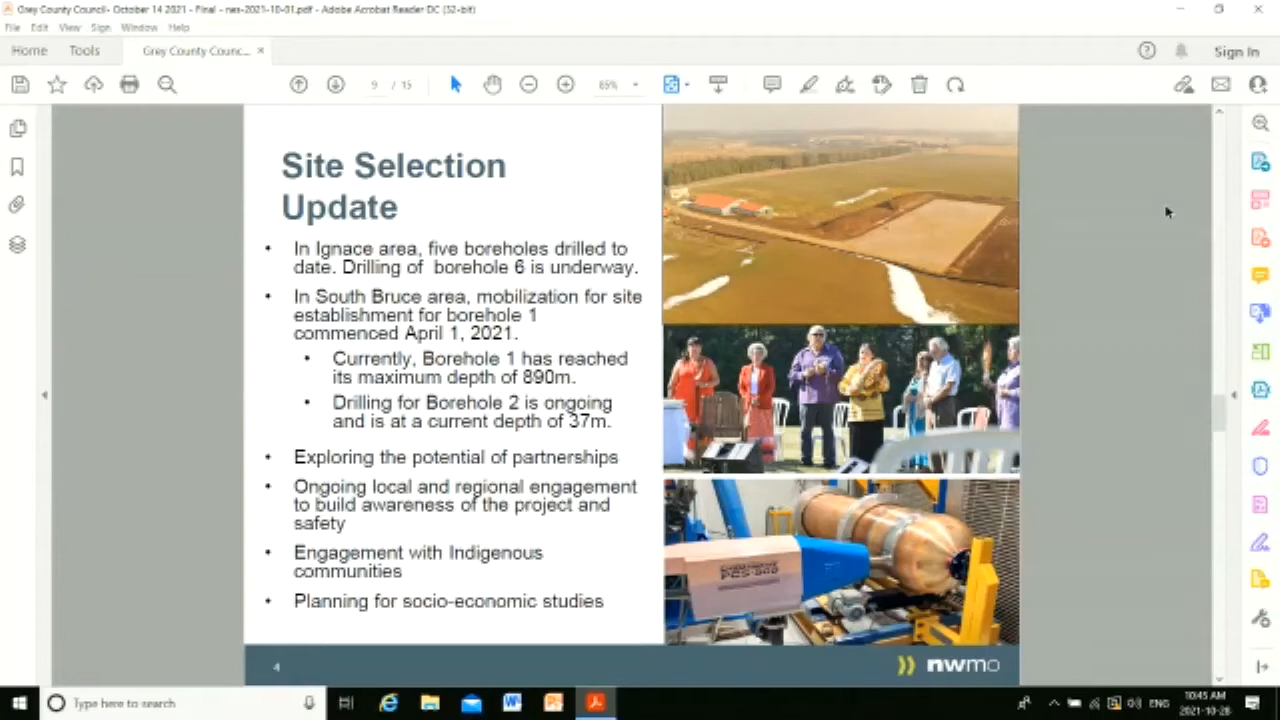 Grey County Council - October 14 2021 - Final - nes-2021-10-01.pdf - Adobe Acrobat Reader DC (32-bit)
File Edit View Sign Window Help
Home Tools Grey County Counc... ×
Sign In
9 / 15
85%
Site Selection
Update
• In Ignace area, five boreholes drilled to
date. Drilling of borehole 6 is underway.
• In South Bruce area, mobilization for site
establishment for borehole 1
commenced April 1, 2021.
• Currently, Borehole 1 has reached
its maximum depth of 890m.
• Drilling for Borehole 2 is ongoing
and is at a current depth of 37m.
• Exploring the potential of partnerships
• Ongoing local and regional engagement
to build awareness of the project and
safety
• Engagement with Indigenous
communities
• Planning for socio-economic studies
4
nwmo
Type here to search
ENG
10:45 AM
2021-10-28